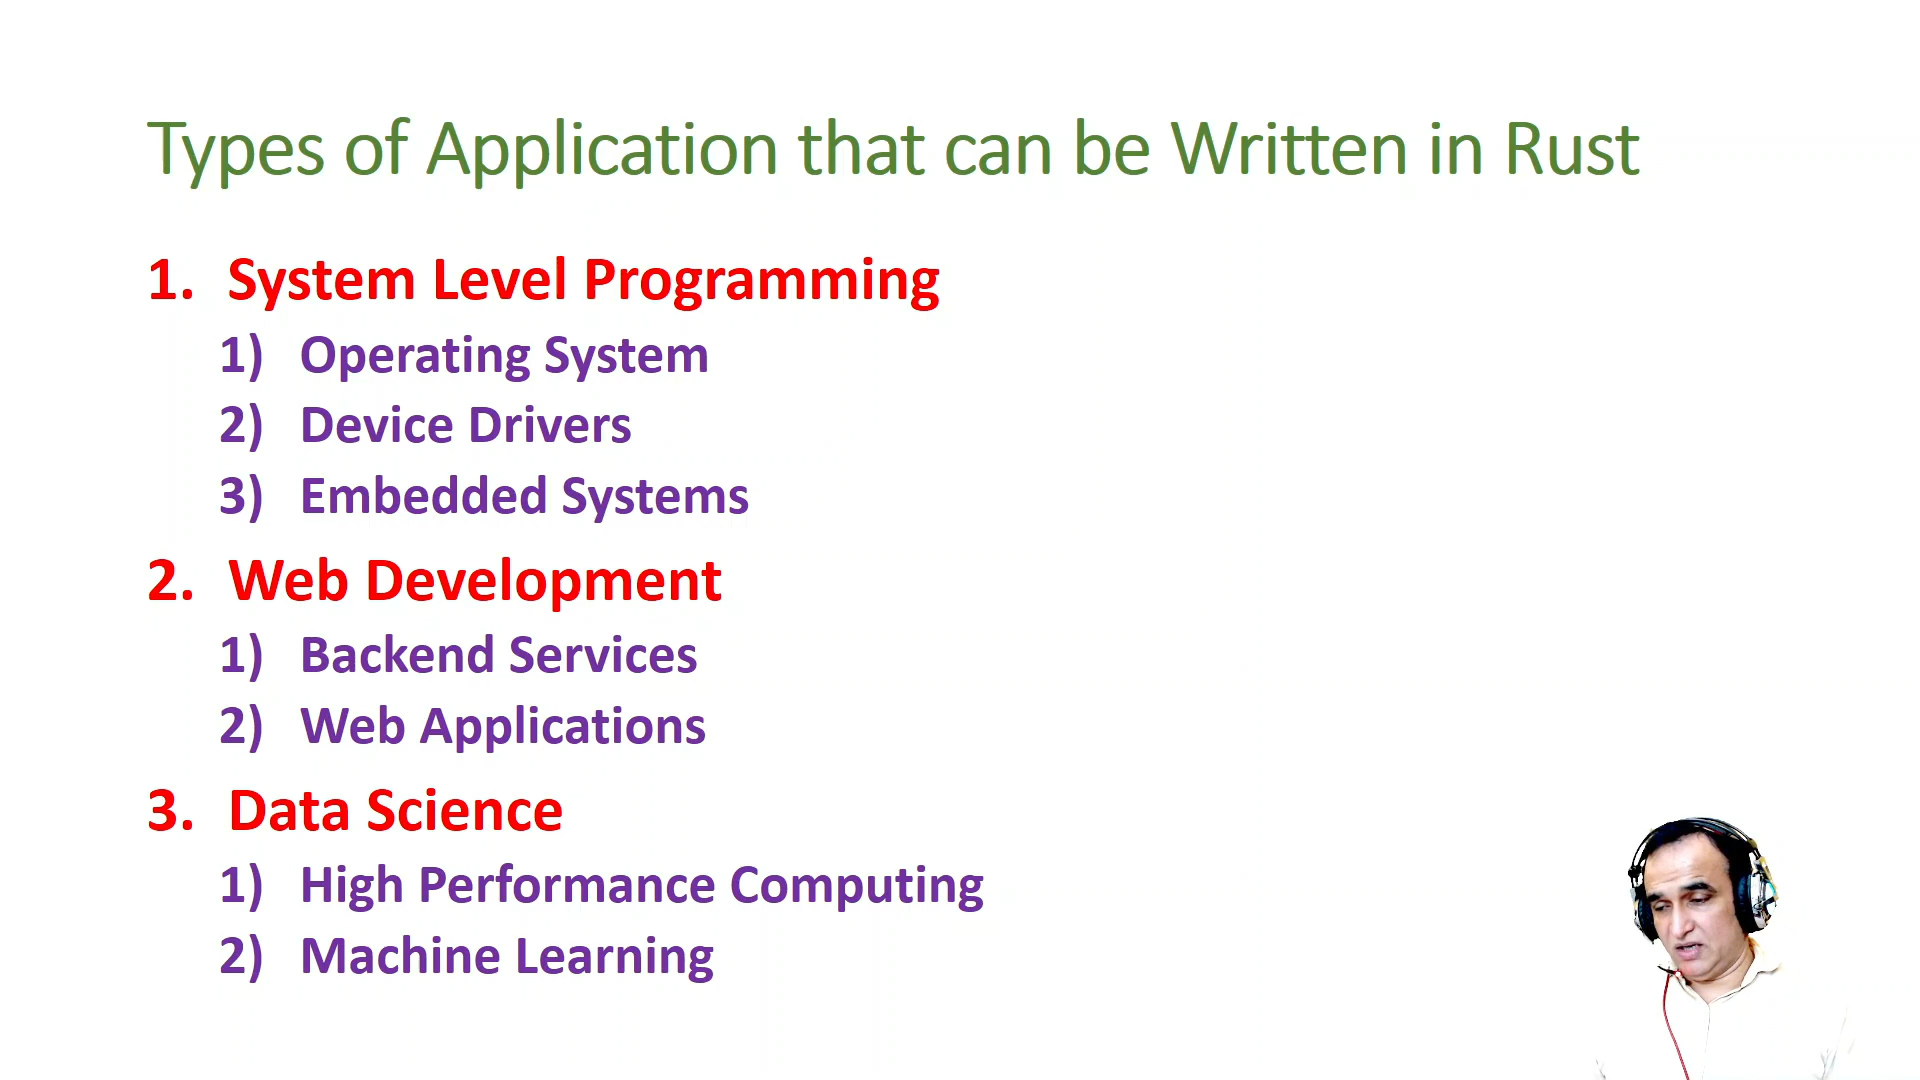 Types of Application that can be Written in Rust
1. System Level Programming
1) Operating System
2) Device Drivers
3) Embedded Systems
2. Web Development
1) Backend Services
2) Web Applications
3. Data Science
1) High Performance Computing
2) Machine Learning